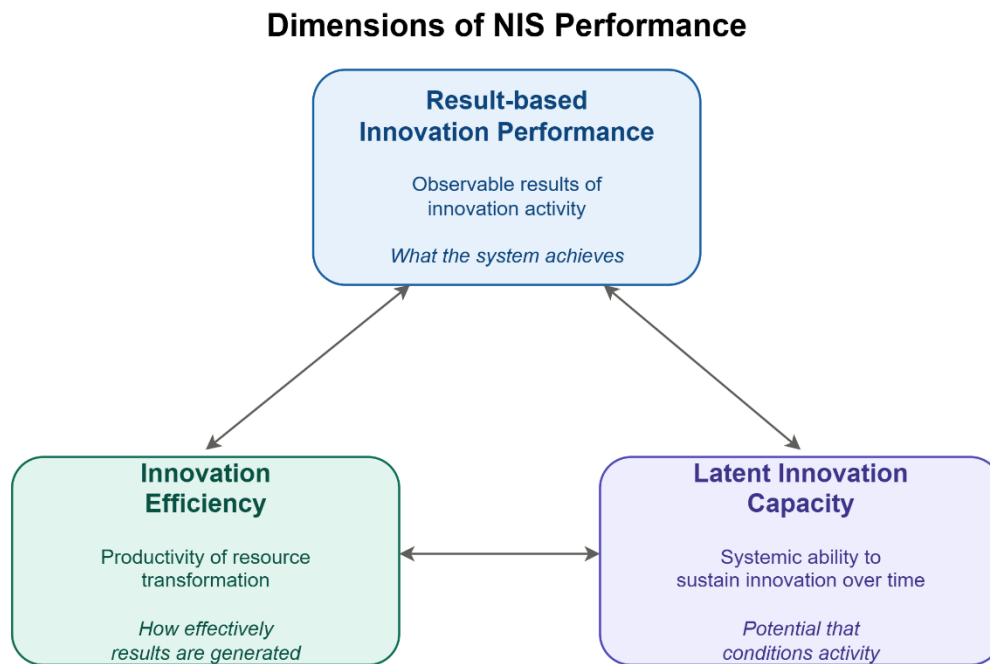 Dimensions of NIS Performance
Result-based
Innovation Performance
Observable results of
innovation activity
What the system achieves
Innovation
Efficiency
Productivity of resource
transformation
How effectively
results are generated
Latent Innovation
Capacity
Systemic ability to
sustain innovation over time
Potential that
conditions activity